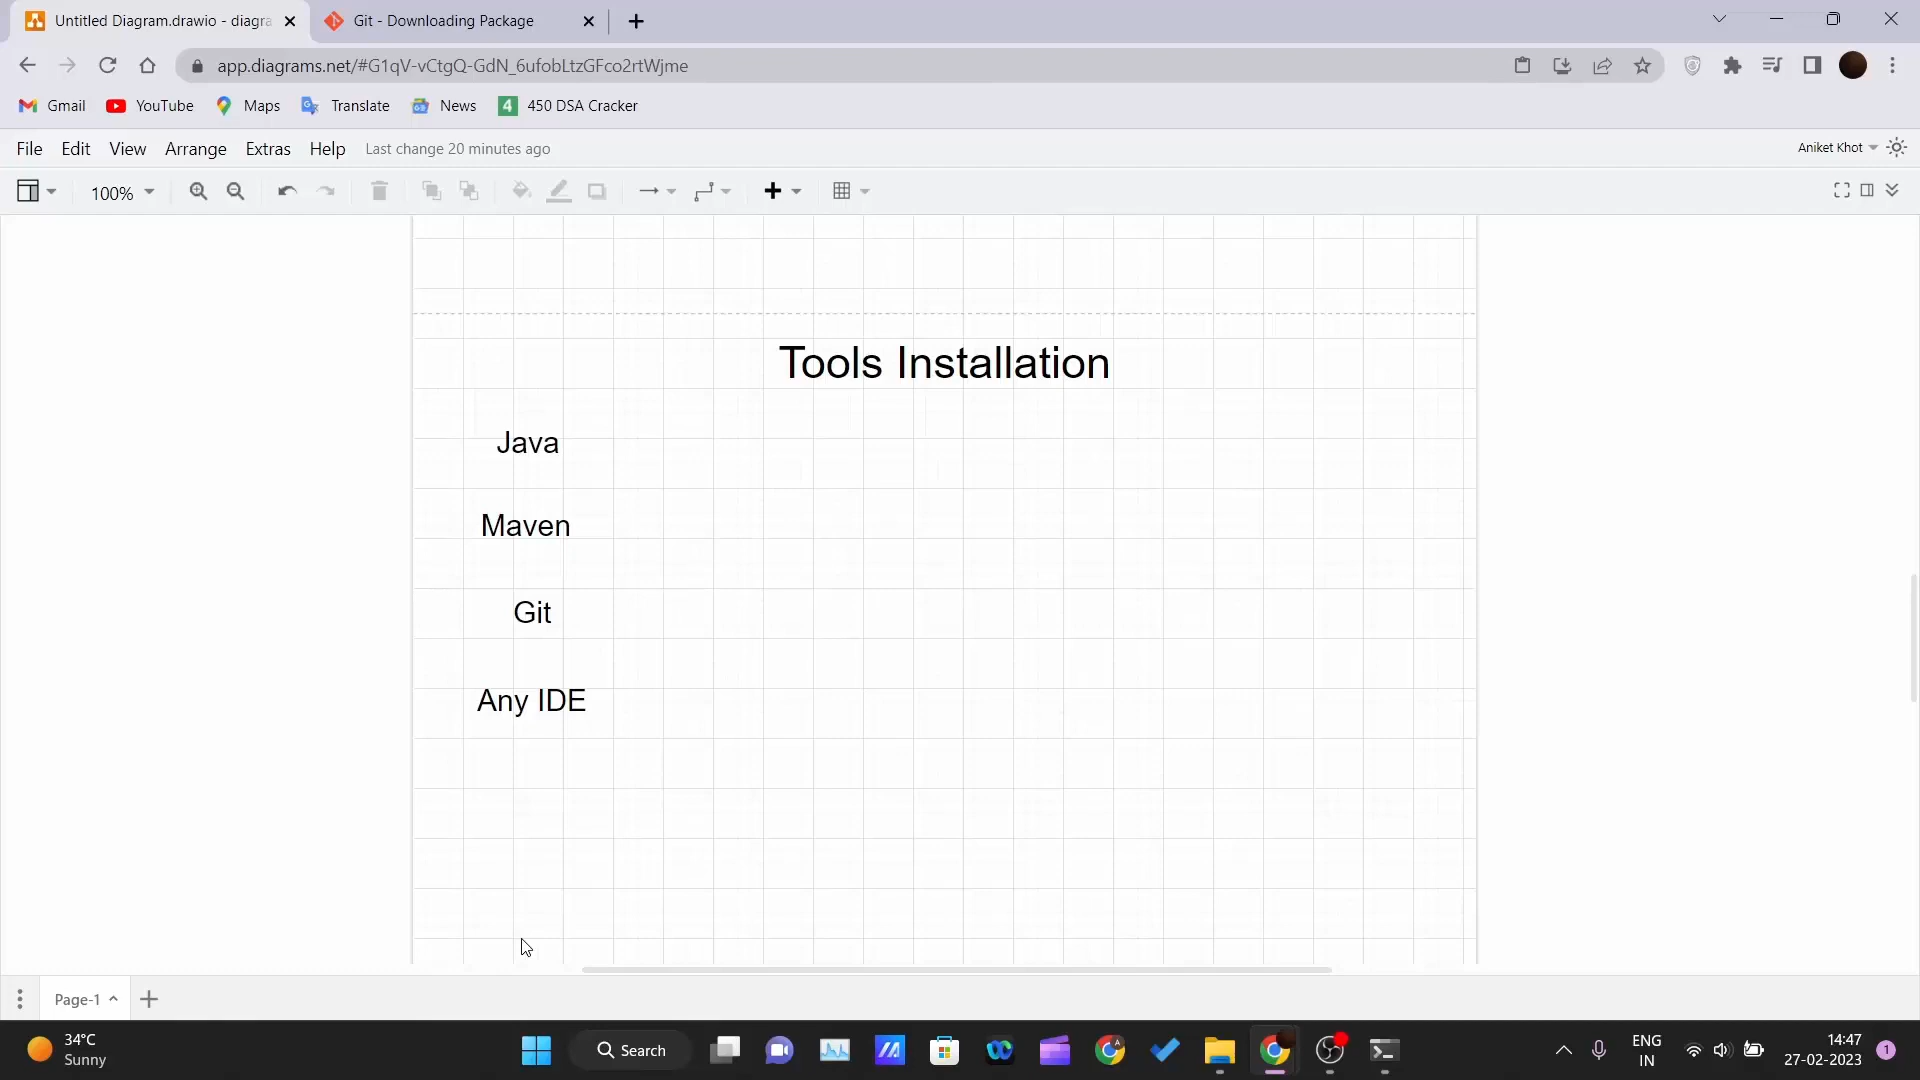 Untitled Diagram.drawio - diagra
Git - Downloading Package
app.diagrams.net/#G1qV-vCtgQ-GdN_6ufobLtzGFco2rtWjme
Gmail YouTube Maps Translate News 4 450 DSA Cracker
File Edit View Arrange Extras Help Last change 20 minutes ago Aniket Khot
100%
Tools Installation
Java
Maven
Git
Any IDE
Page-1
34°C
Sunny
Search
ENG
IN
14:47
27-02-2023
1